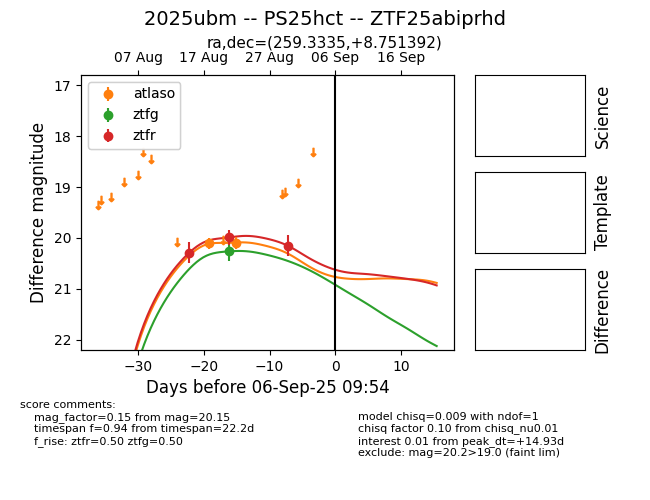 2025ubm -- PS25hct -- ZTF25abiprhd
ra,dec=(259.3335,+8.751392)
07 Aug 17 Aug 27 Aug 06 Sep 16 Sep
17
18
19
20
21
22
Difference magnitude
atlaso
ztfg
ztfr
−30 −20 −10 0 10
Days before 06-Sep-25 09:54
Science
Template
Difference
score comments:
mag_factor=0.15 from mag=20.15
timespan f=0.94 from timespan=22.2d
f_rise: ztfr=0.50 ztfg=0.50
model chisq=0.009 with ndof=1
chisq factor 0.10 from chisq_nu0.01
interest 0.01 from peak_dt=+14.93d
exclude: mag=20.2>19.0 (faint lim)